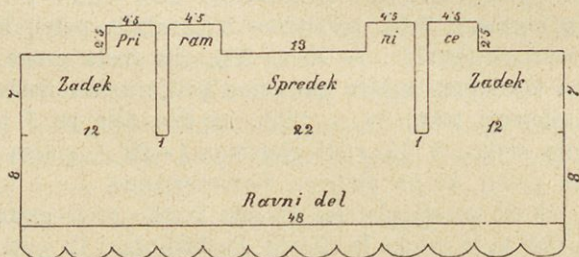 4·5 4·5 4·5 4·5
2·5 Pri ram 13 ni ce 2·5
Zadek Spredek Zadek
7 7
12 1 22 1 12
8 8
Ravni del
48